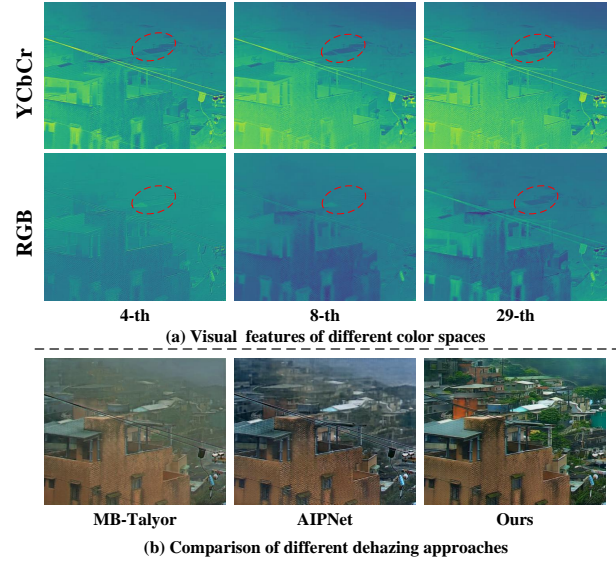 YCbCr
RGB
4-th 8-th 29-th
(a) Visual features of different color spaces
MB-Talyor AIPNet Ours
(b) Comparison of different dehazing approaches